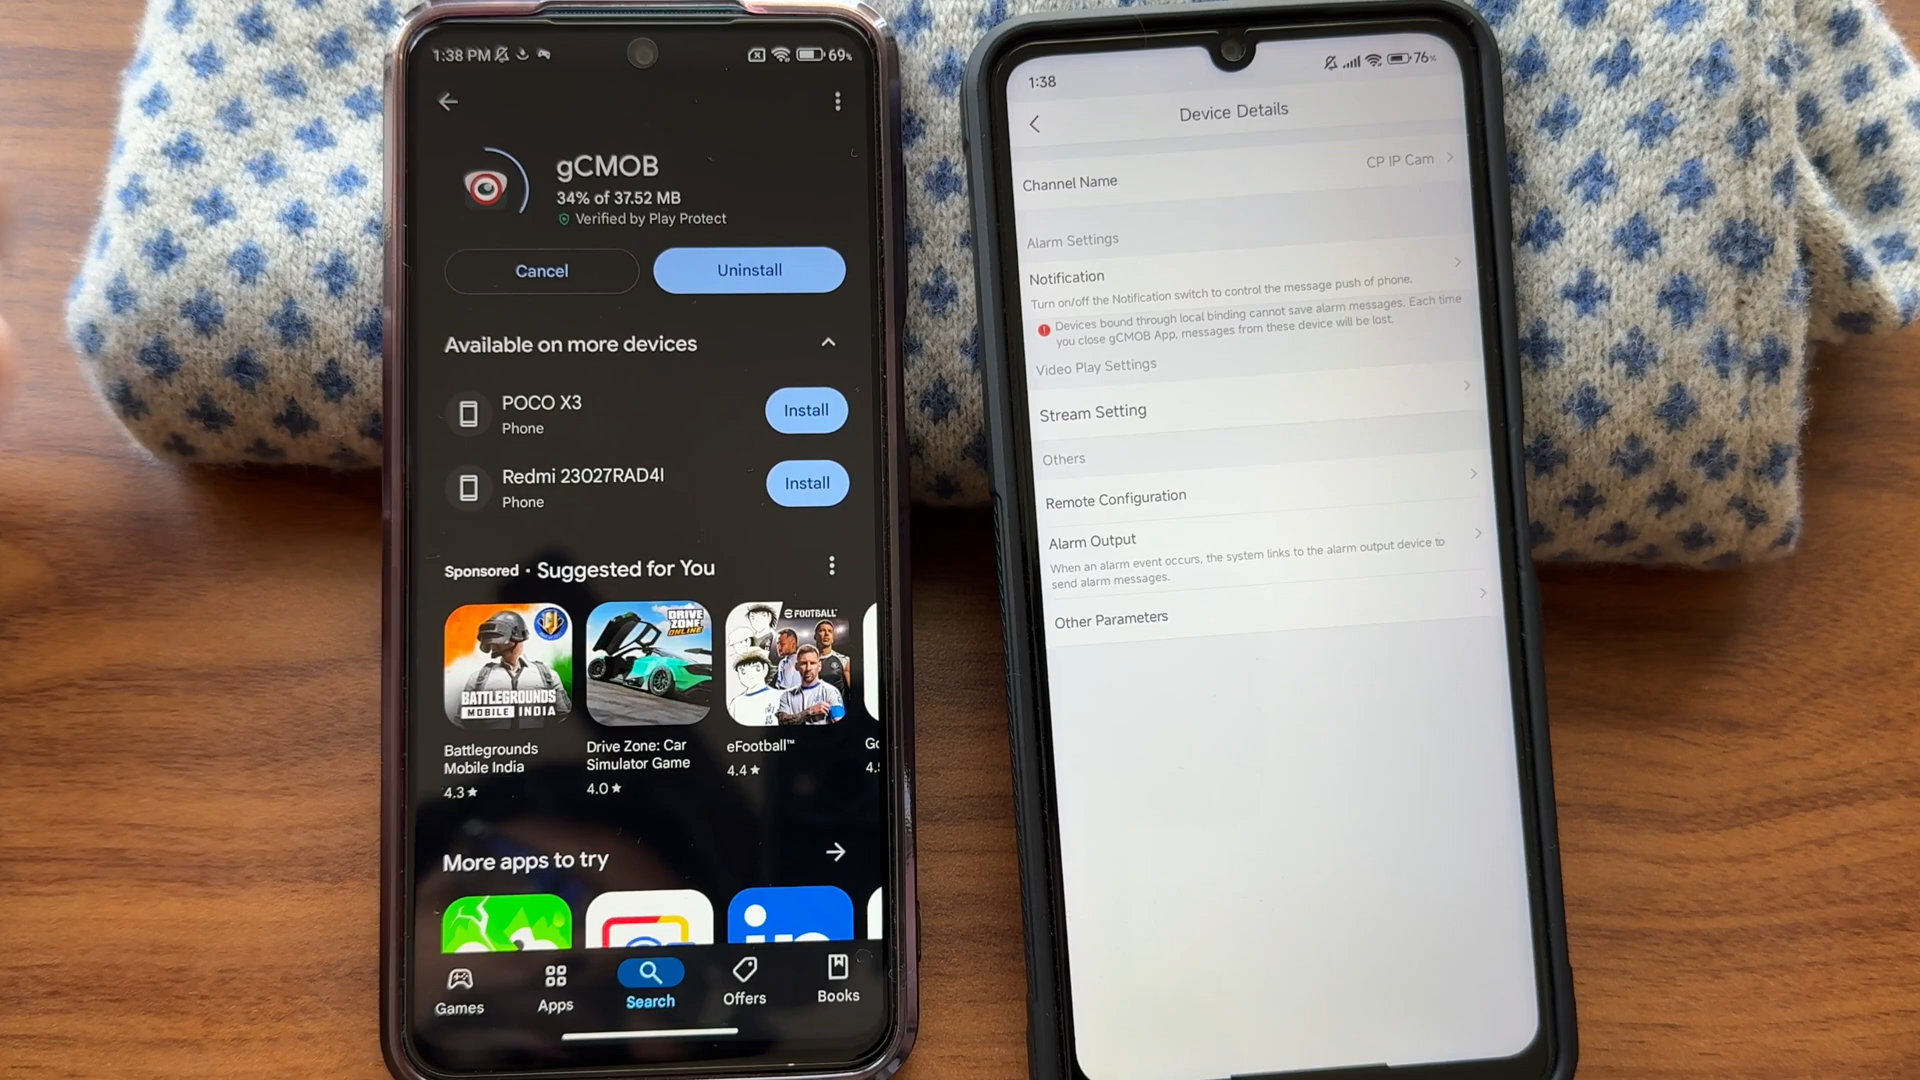 1:38 PM
69%
gCMOB
34% of 37.52 MB
Verified by Play Protect
Cancel
Uninstall
Available on more devices
POCO X3
Phone
Install
Redmi 23027RAD4I
Phone
Install
Sponsored · Suggested for You
BATTLEGROUNDS
MOBILE INDIA
DRIVE
ZONE
ONLINE
eFOOTBALL™
Battlegrounds
Mobile India
4.3★
Drive Zone: Car
Simulator Game
4.0★
eFootball™
4.4★
More apps to try
in
Games
Apps
Search
Offers
Books
1:38
76%
Device Details
Channel Name
CP IP Cam
Alarm Settings
Notification
Turn on/off the Notification switch to control the message push of phone.
Devices bound through local binding cannot save alarm messages. Each time
you close gCMOB App, messages from these device will be lost.
Video Play Settings
Stream Setting
Others
Remote Configuration
Alarm Output
When an alarm event occurs, the system links to the alarm output device to
send alarm messages.
Other Parameters